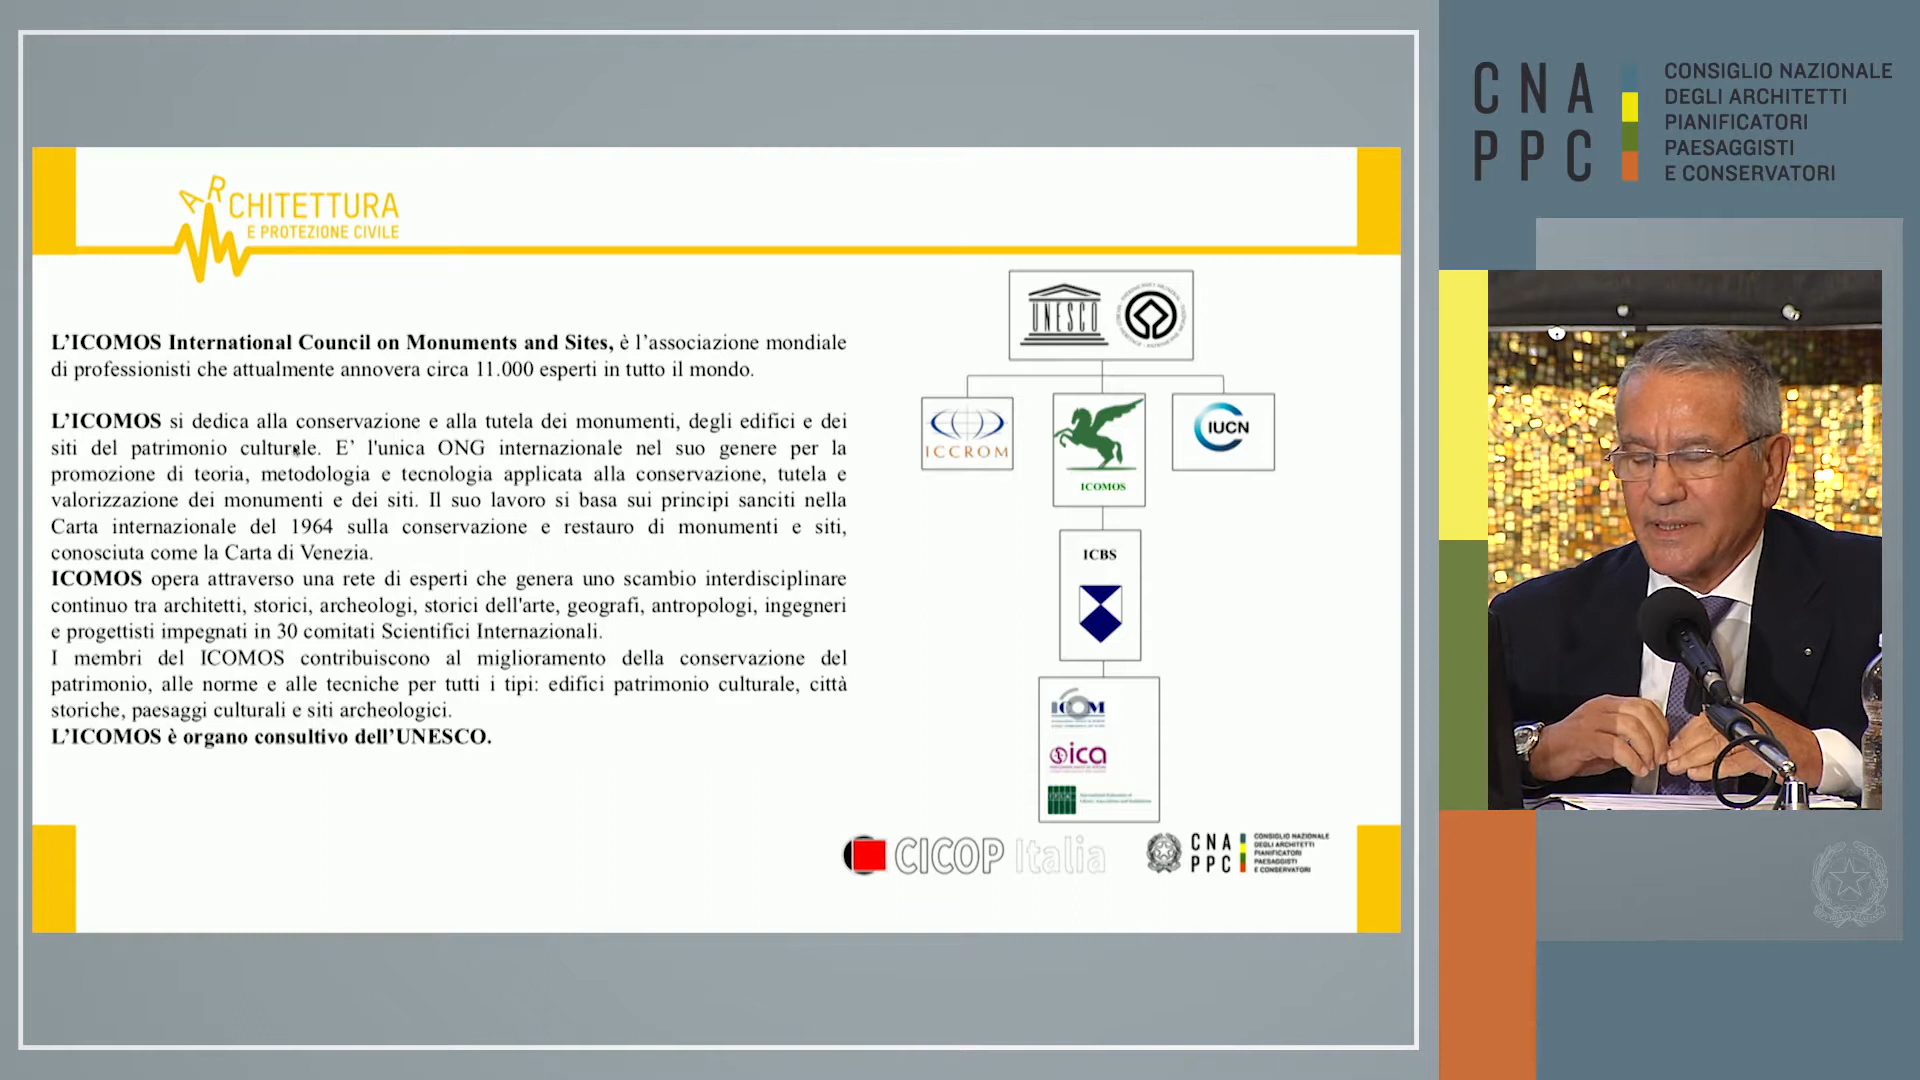 ARCHITETTURA
E PROTEZIONE CIVILE
L'ICOMOS International Council on Monuments and Sites, è l'associazione mondiale
di professionisti che attualmente annovera circa 11.000 esperti in tutto il mondo.
L'ICOMOS si dedica alla conservazione e alla tutela dei monumenti, degli edifici e dei
siti del patrimonio culturale. E' l'unica ONG internazionale nel suo genere per la
promozione di teoria, metodologia e tecnologia applicata alla conservazione, tutela e
valorizzazione dei monumenti e dei siti. Il suo lavoro si basa sui principi sanciti nella
Carta internazionale del 1964 sulla conservazione e restauro di monumenti e siti,
conosciuta come la Carta di Venezia.
ICOMOS opera attraverso una rete di esperti che genera uno scambio interdisciplinare
continuo tra architetti, storici, archeologi, storici dell'arte, geografi, antropologi, ingegneri
e progettisti impegnati in 30 comitati Scientifici Internazionali.
I membri del ICOMOS contribuiscono al miglioramento della conservazione del
patrimonio, alle norme e alle tecniche per tutti i tipi: edifici patrimonio culturale, città
storiche, paesaggi culturali e siti archeologici.
L'ICOMOS è organo consultivo dell'UNESCO.
UNESCO
ICCROM
ICOMOS
IUCN
ICBS
ICOM
ica
CICOP Italia
CNA
PPC
CONSIGLIO NAZIONALE
DEGLI ARCHITETTI
PIANIFICATORI
PAESAGGISTI
E CONSERVATORI
CNA
PPC
CONSIGLIO NAZIONALE
DEGLI ARCHITETTI
PIANIFICATORI
PAESAGGISTI
E CONSERVATORI